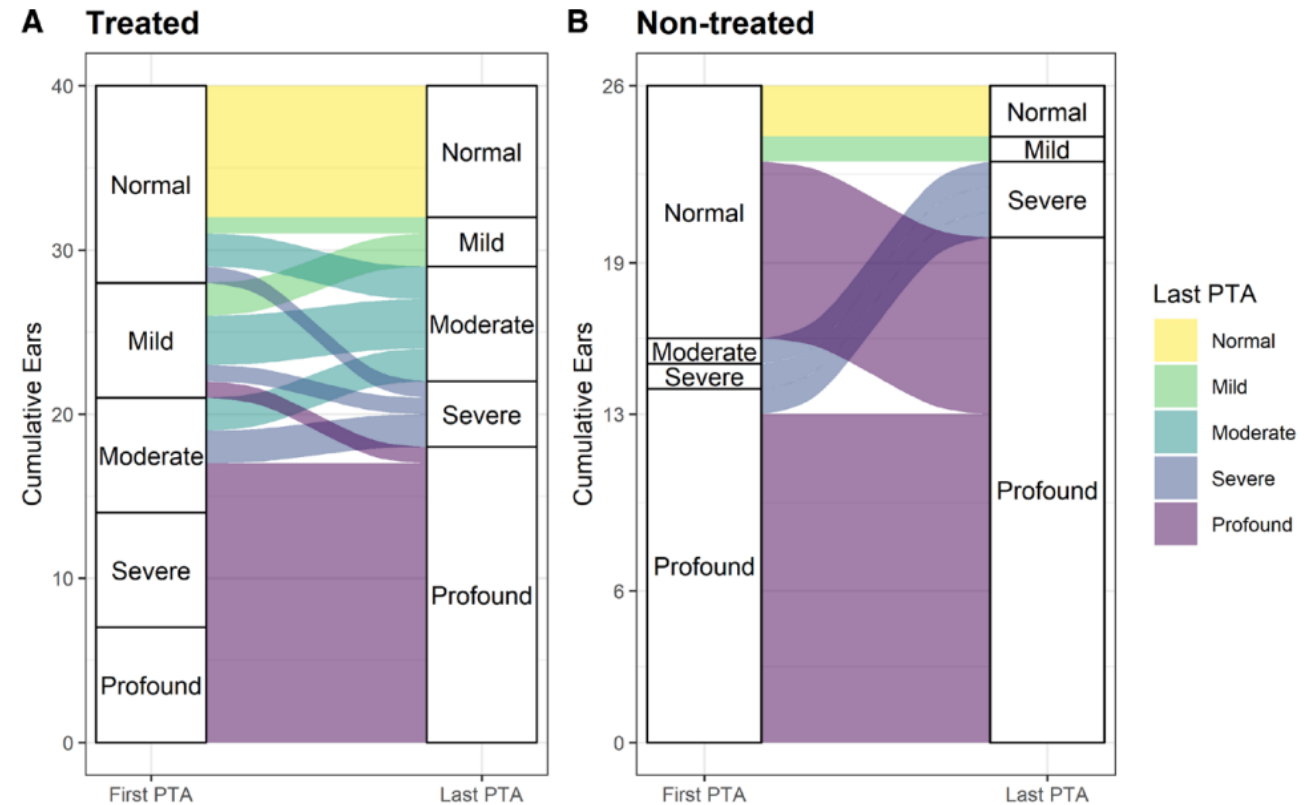 A Treated
Cumulative Ears
40
30
20
10
0
Normal
Mild
Moderate
Severe
Profound
Normal
Mild
Moderate
Severe
Profound
First PTA
Last PTA
B Non-treated
Cumulative Ears
26
19
13
6
0
Normal
Moderate
Severe
Profound
Normal
Mild
Severe
Profound
First PTA
Last PTA
Last PTA
Normal
Mild
Moderate
Severe
Profound